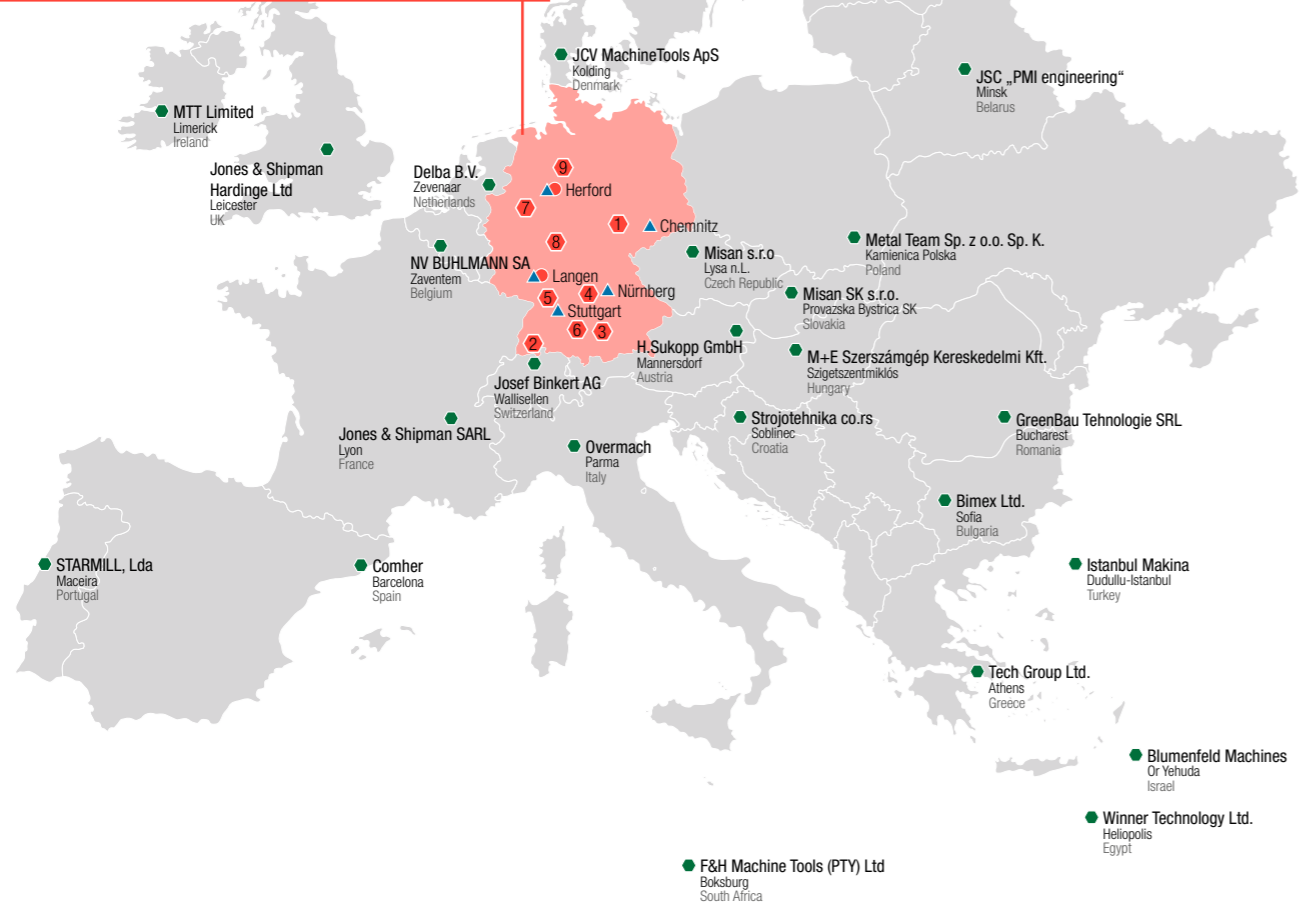 JCV MachineTools ApS
Kolding
Denmark
JSC „PMI engineering“
Minsk
Belarus
MTT Limited
Limerick
Ireland
Jones & Shipman
Hardinge Ltd
Leicester
UK
Delba B.V.
Zevenaar
Netherlands
9
Herford
7
1
Chemnitz
8
NV BUHLMANN SA
Zaventem
Belgium
Langen
5
4
Nürnberg
Stuttgart
6
3
2
Metal Team Sp. z o.o. Sp. K.
Kamienica Polska
Poland
Misan s.r.o
Lysa n.L.
Czech Republic
Misan SK s.r.o.
Provazska Bystrica SK
Slovakia
H.Sukopp GmbH
Mannersdorf
Austria
M+E Szerszámgép Kereskedelmi Kft.
Szigetszentmiklós
Hungary
Josef Binkert AG
Wallisellen
Switzerland
Jones & Shipman SARL
Lyon
France
Overmach
Parma
Italy
Strojotehnika co.rs
Soblinec
Croatia
GreenBau Tehnologie SRL
Bucharest
Romania
Bimex Ltd.
Sofia
Bulgaria
STARMILL, Lda
Maceira
Portugal
Comher
Barcelona
Spain
Istanbul Makina
Dudullu-Istanbul
Turkey
Tech Group Ltd.
Athens
Greece
Blumenfeld Machines
Or Yehuda
Israel
Winner Technology Ltd.
Heliopolis
Egypt
F&H Machine Tools (PTY) Ltd
Boksburg
South Africa